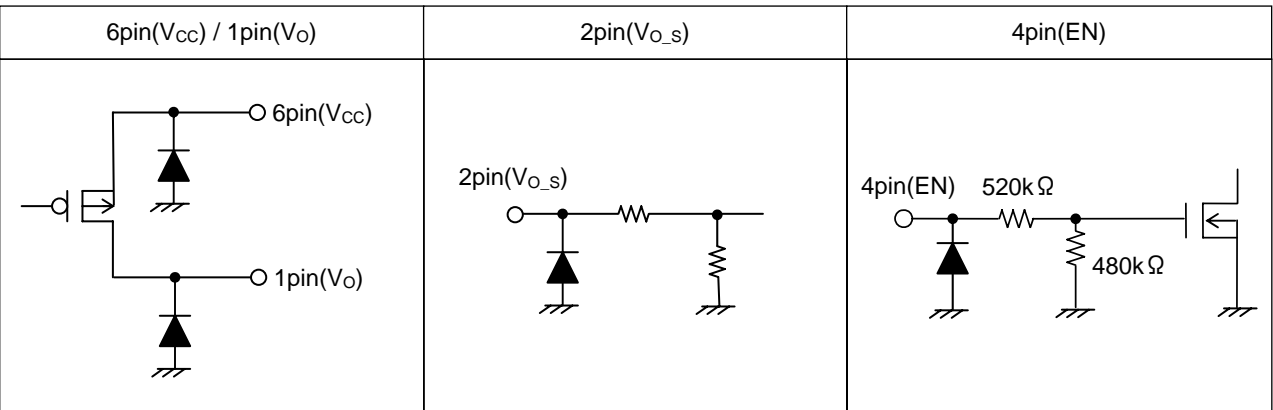 6pin(VCC) / 1pin(VO)
2pin(VO_S)
4pin(EN)
6pin(VCC)
2pin(VO_S)
4pin(EN)
520kΩ
480kΩ
1pin(VO)